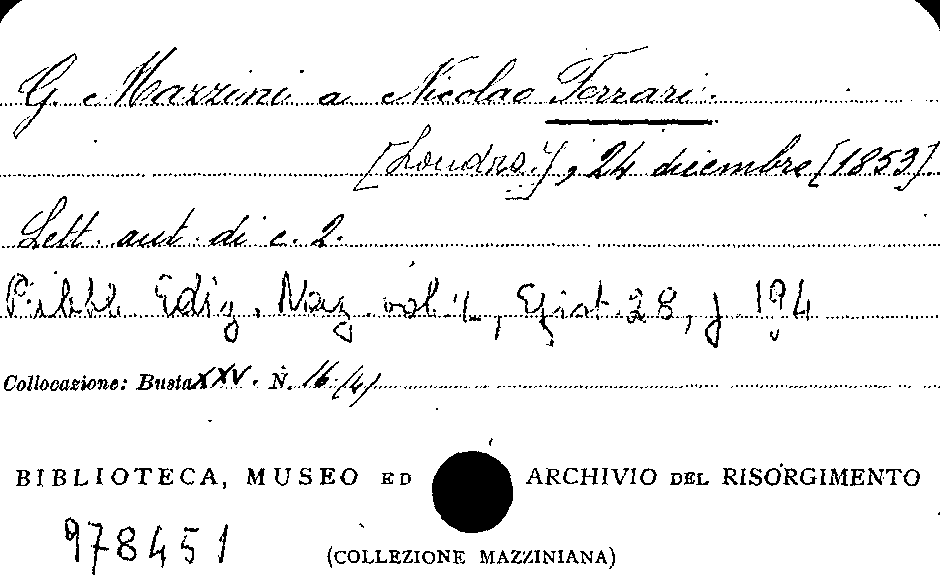 G. Mazzini a Nicolao Ferrari.
[Londra], 24 diecembre [1853].
Lett. aut. di c. 2.
Pubbl. Ediz. Naz. vol. L, Epist. 28, p. 194
Collocazione: Busta XXV. N. 16/(4)
BIBLIOTECA, MUSEO ED ARCHIVIO DEL RISORGIMENTO
978451
(COLLEZIONE MAZZINIANA)